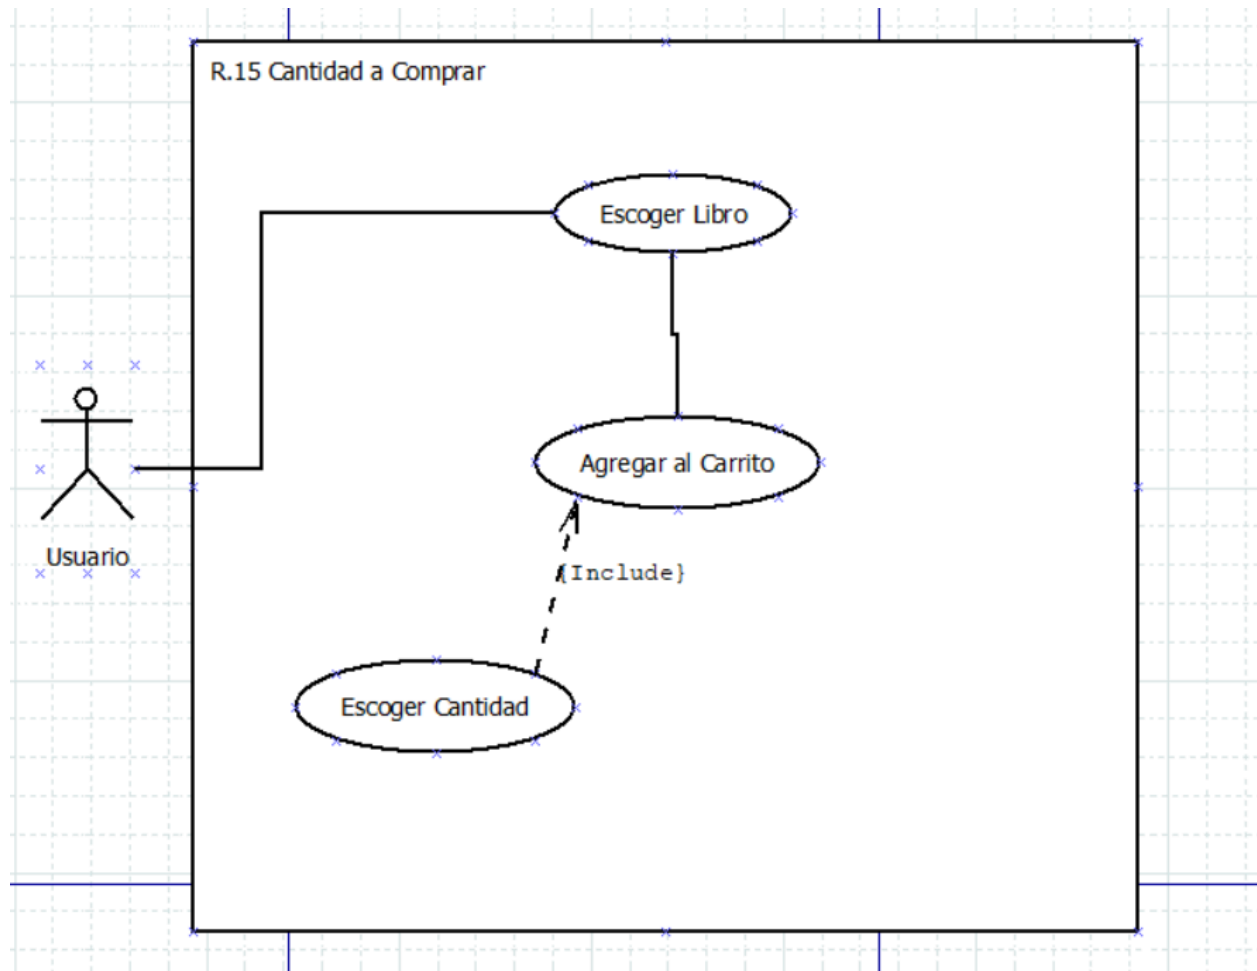 R.15 Cantidad a Comprar
Escoger Libro
Agregar al Carrito
Usuario
{Include}
Escoger Cantidad